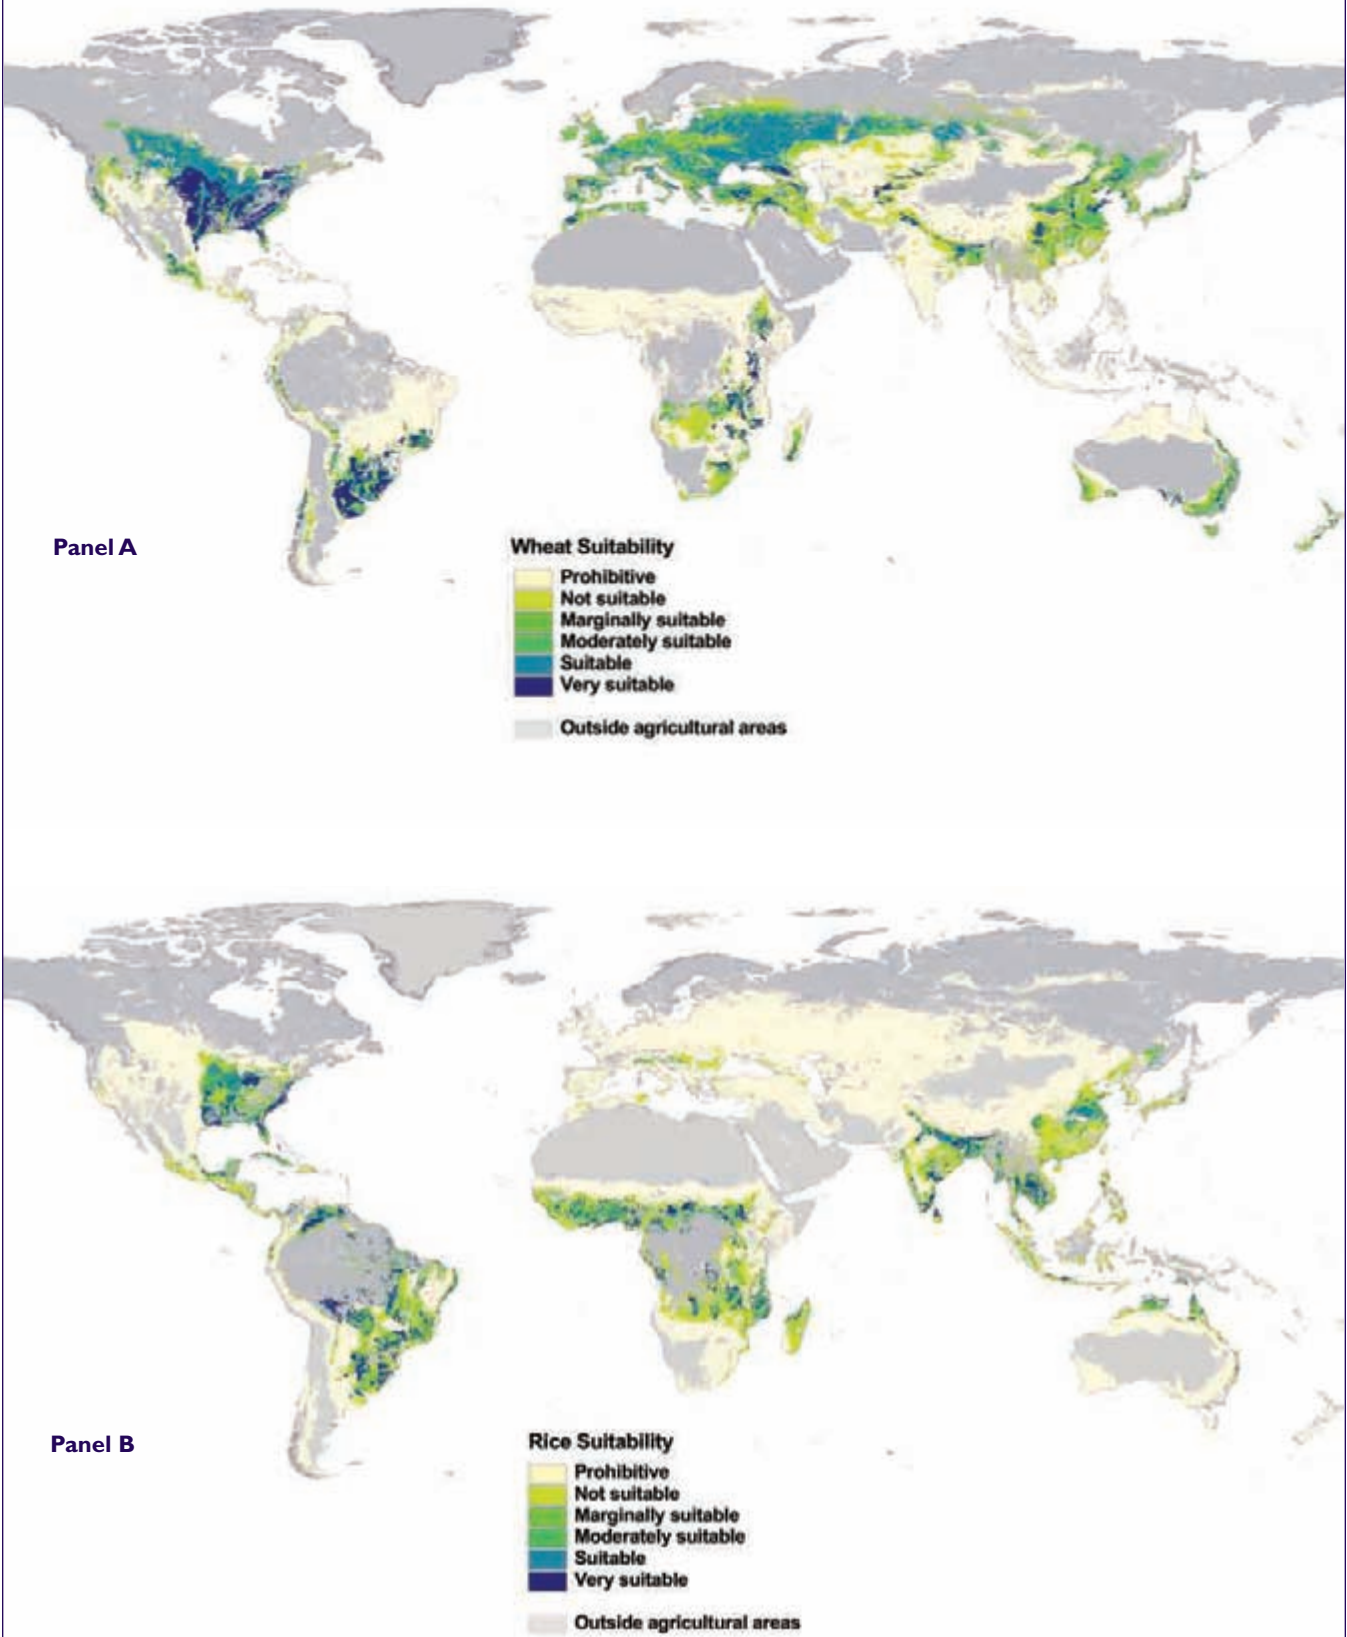 Panel A
Wheat Suitability
Prohibitive
Not suitable
Marginally suitable
Moderately suitable
Suitable
Very suitable
Outside agricultural areas
Panel B
Rice Suitability
Prohibitive
Not suitable
Marginally suitable
Moderately suitable
Suitable
Very suitable
Outside agricultural areas